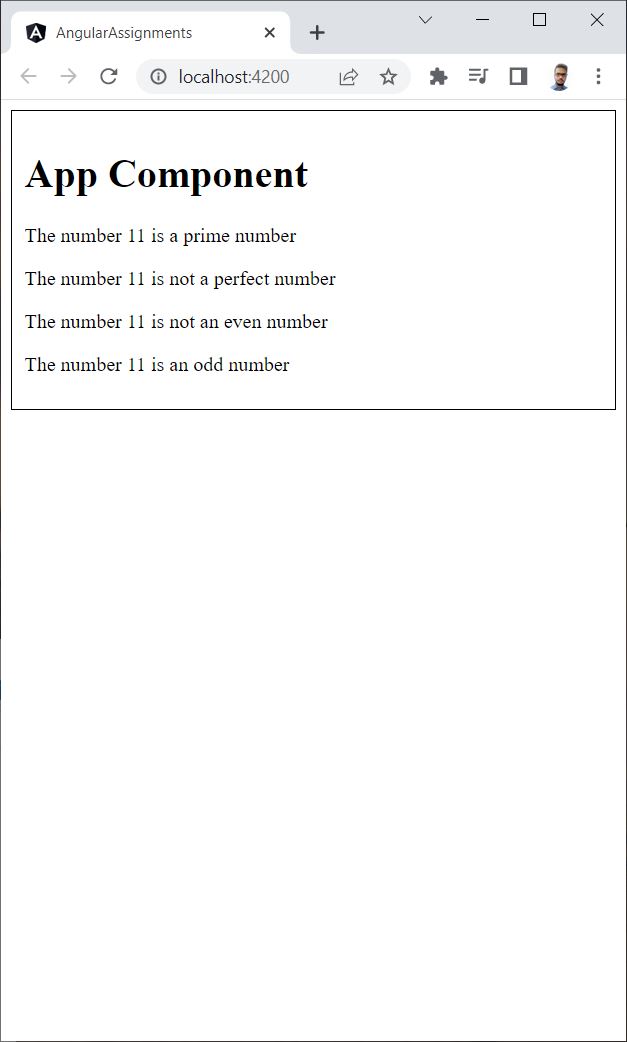 AngularAssignments
localhost:4200
App Component
The number 11 is a prime number
The number 11 is not a perfect number
The number 11 is not an even number
The number 11 is an odd number